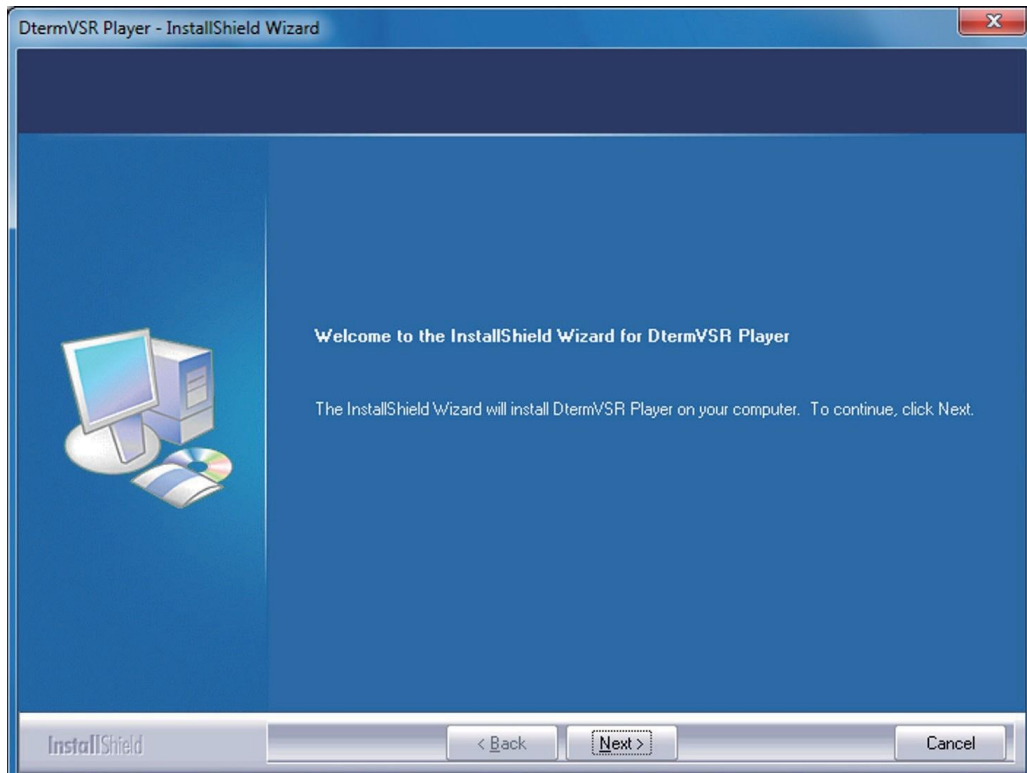 DtermVSR Player - InstallShield Wizard
Welcome to the InstallShield Wizard for DtermVSR Player
The InstallShield Wizard will install DtermVSR Player on your computer. To continue, click Next.
InstallShield
< Back
Next >
Cancel